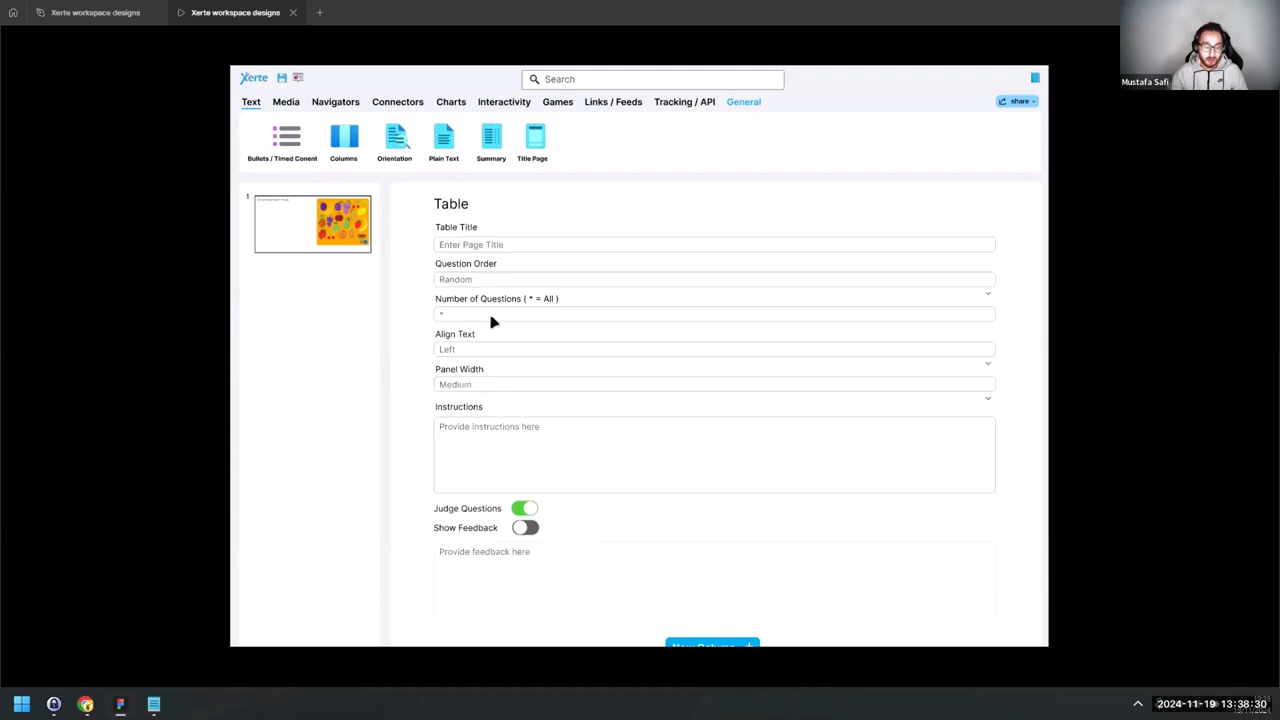 Xerte workspace designs
Xerte workspace designs
Mustafa Safi
Xerte
Search
Text Media Navigators Connectors Charts Interactivity Games Links / Feeds Tracking / API General
share
Bullets / Timed Conent Columns Orientation Plain Text Summary Title Page
1
Table
Table Title
Enter Page Title
Question Order
Random
Number of Questions ( * = All )
*
Align Text
Left
Panel Width
Medium
Instructions
Provide instructions here
Judge Questions
Show Feedback
Provide feedback here
New Column +
2024-11-19 13:38:30